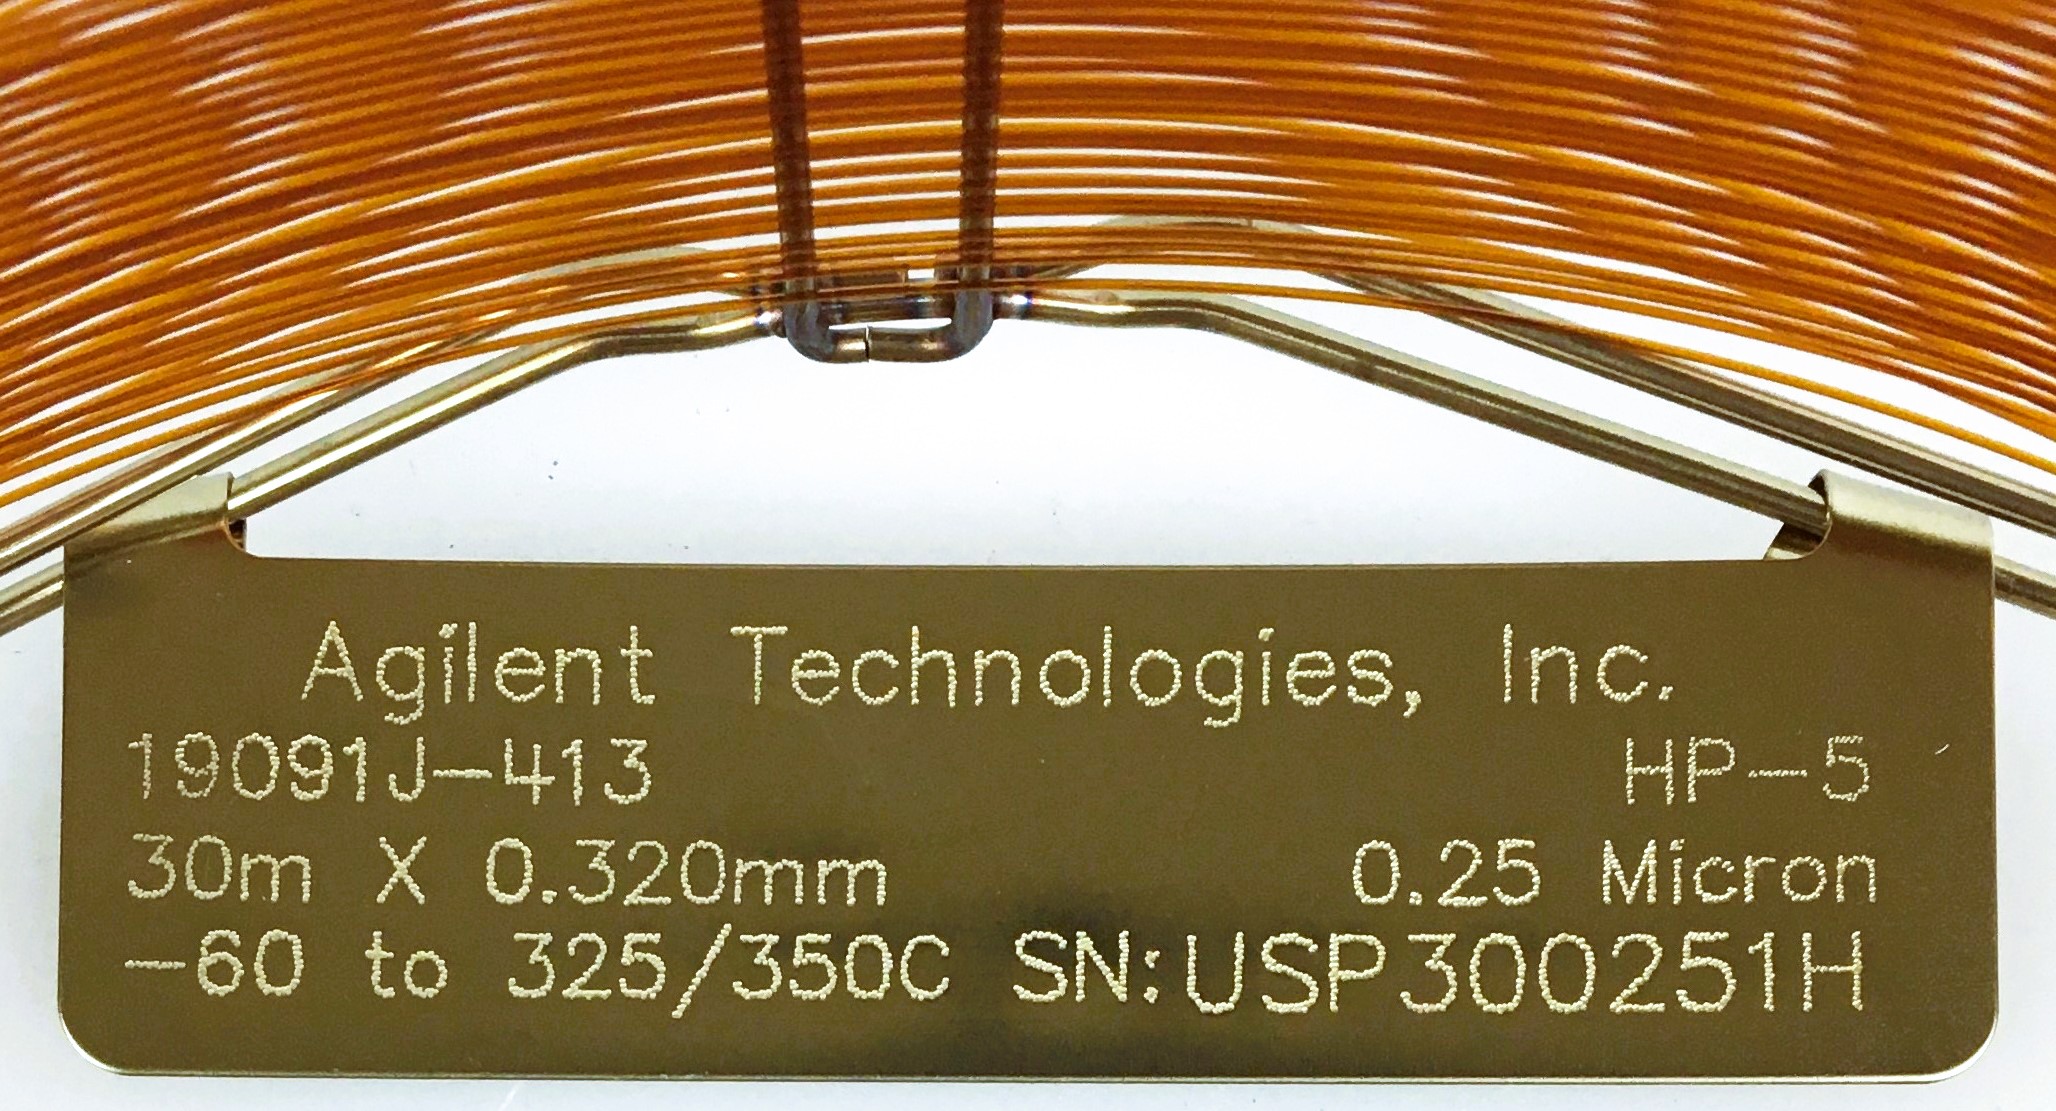 Agilent Technologies, Inc.
19091J-413 HP-5
30m X 0.320mm 0.25 Micron
-60 to 325/350C SN:USP300251H